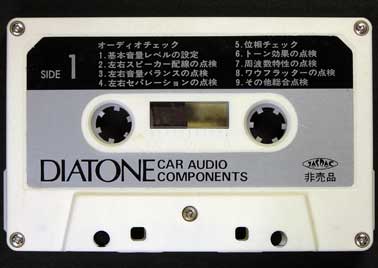 オーディオチェック
1.基本音量レベルの設定
2.左右スピーカー配線の点検
3.左右音量バランスの点検
4.左右セパレーションの点検
5.位相チェック
6.トーン効果の点検
7.周波数特性の点検
8.ワウフラッターの点検
9.その他総合点検
SIDE 1
DIATONE CAR AUDIO COMPONENTS
非売品